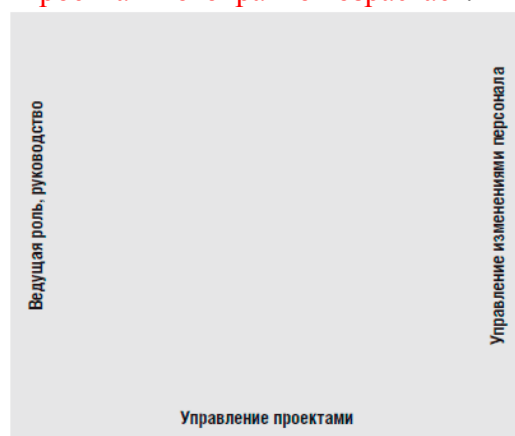 Ведущая роль, руководство
Управление изменениями персонала
Управление проектами